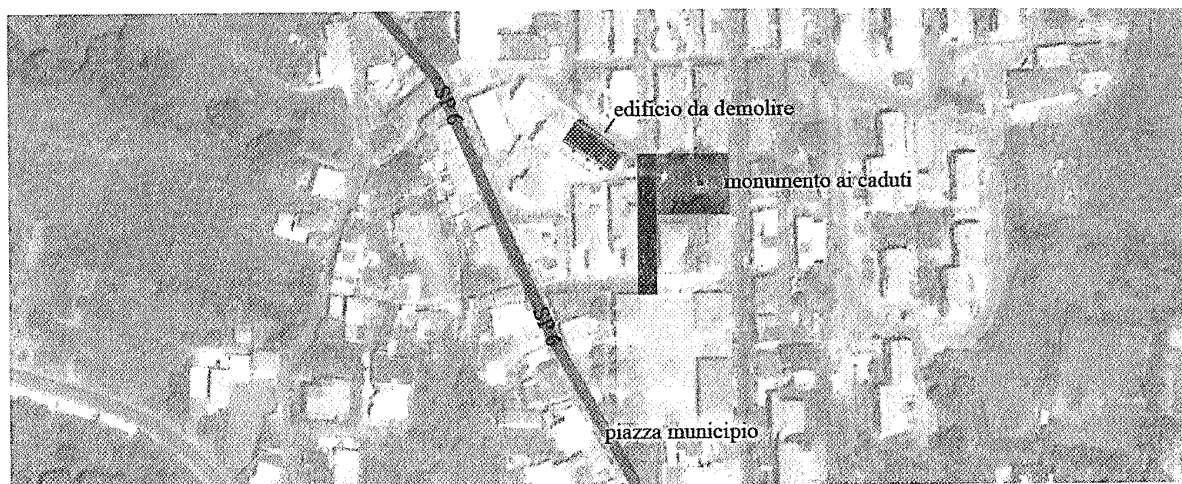 SP 6
edificio da demolire
monumento ai caduti
SP 6
piazza municipio